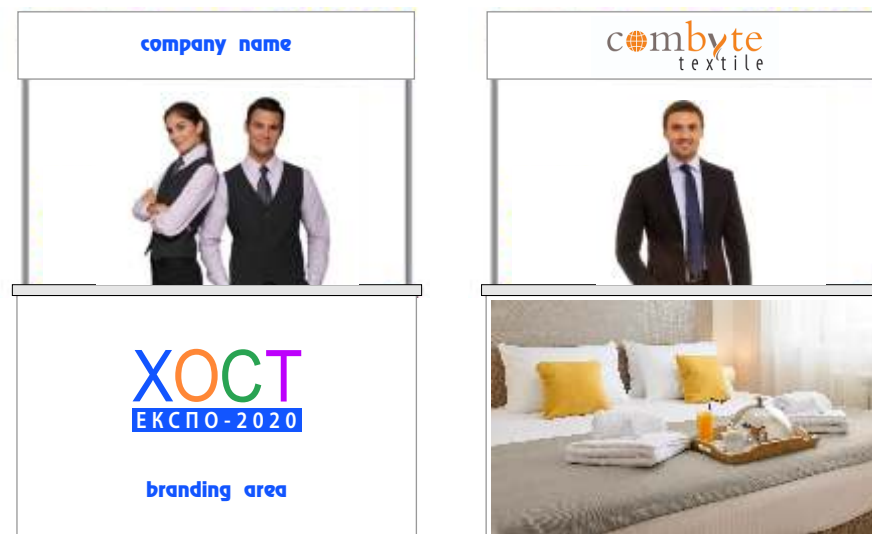 company name
ХОСТ
ЕКСПО-2020
branding area
combyte
textile